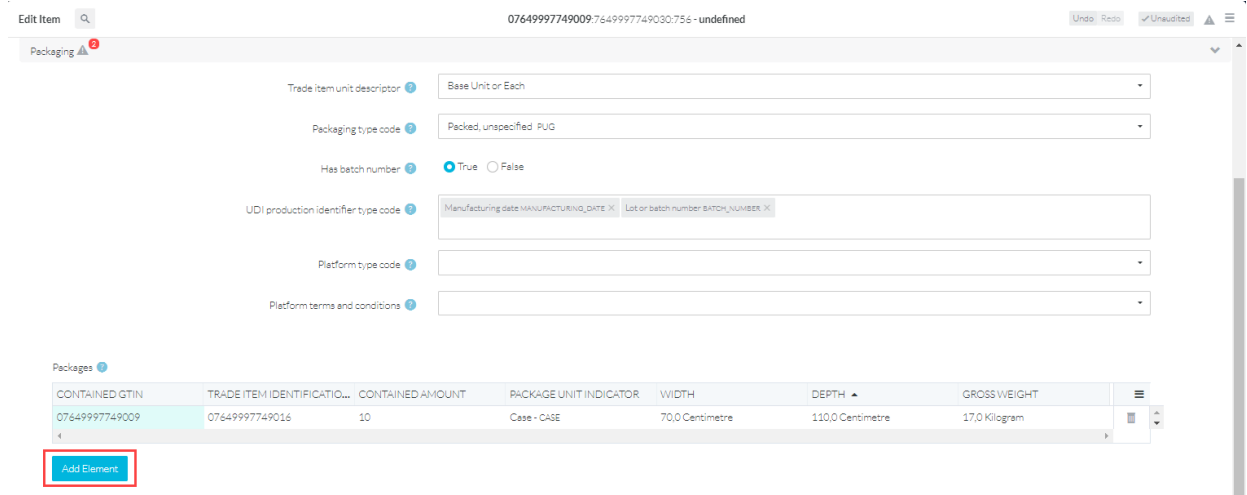 Edit Item
07649997749009:7649997749030:756 - undefined
Undo Redo
Unaudited
Packaging 2
Trade item unit descriptor ?
Base Unit or Each
Packaging type code ?
Packed, unspecified PUG
Has batch number ?
True False
UDI production identifier type code ?
Manufacturing date MANUFACTURING_DATE × Lot or batch number BATCH_NUMBER ×
Platform type code ?
Platform terms and conditions ?
Packages ?
CONTAINED GTIN TRADE ITEM IDENTIFICATIO... CONTAINED AMOUNT PACKAGE UNIT INDICATOR WIDTH DEPTH GROSS WEIGHT
07649997749009 07649997749016 10 Case - CASE 70,0 Centimetre 110,0 Centimetre 17,0 Kilogram
Add Element